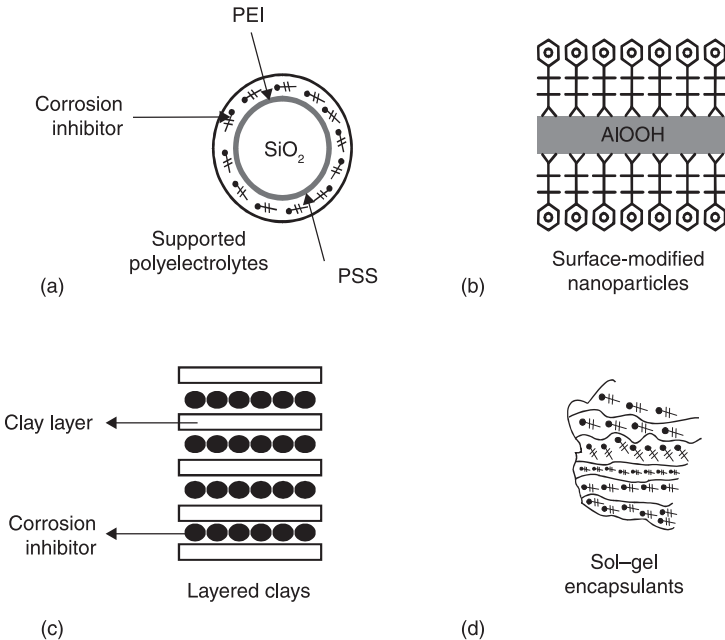 PEI
Corrosion
inhibitor
SiO₂
Supported
polyelectrolytes
PSS
(a)
AlOOH
Surface-modified
nanoparticles
(b)
Clay layer
Corrosion
inhibitor
Layered clays
(c)
Sol–gel
encapsulants
(d)